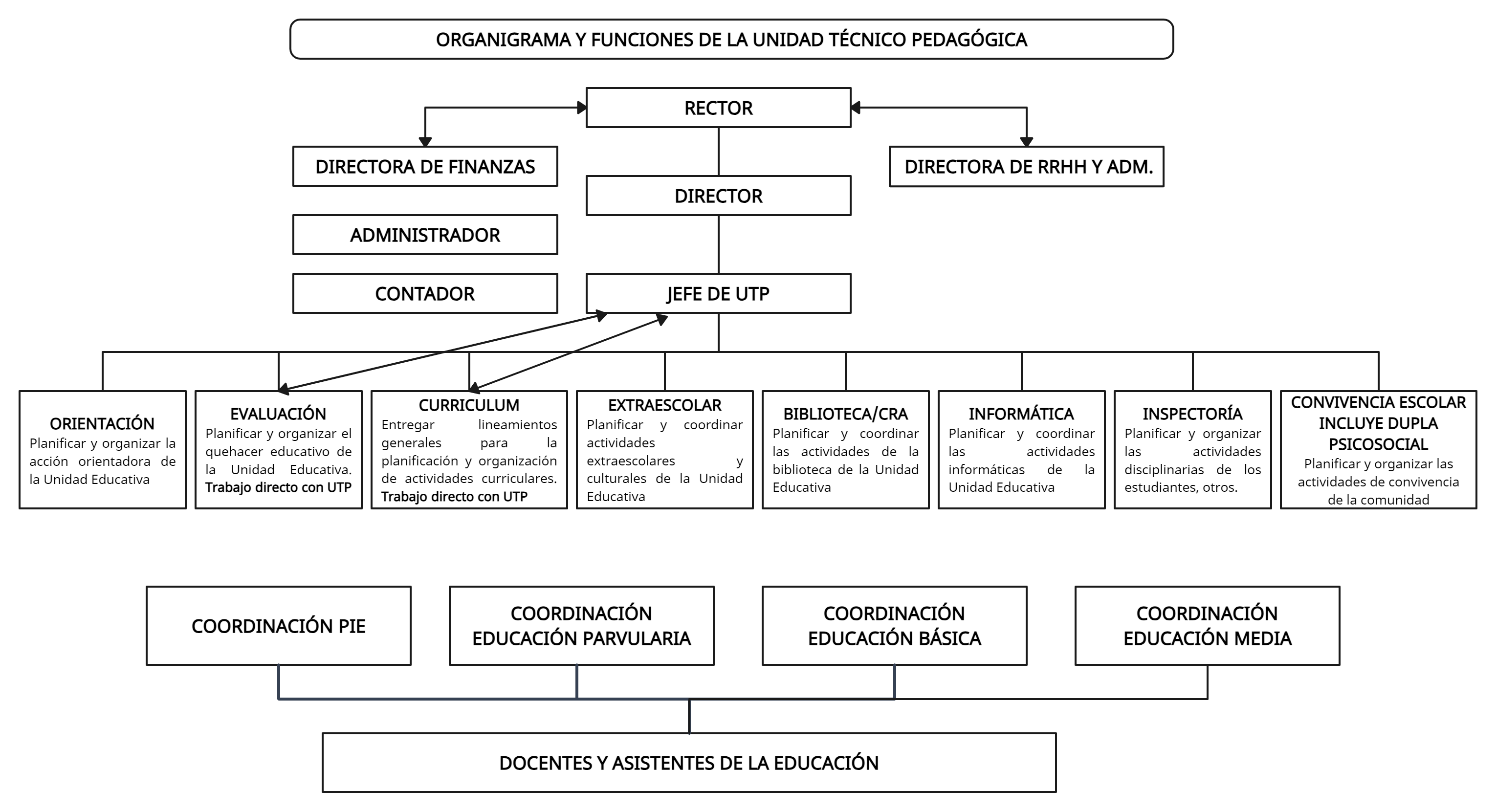 ORGANIGRAMA Y FUNCIONES DE LA UNIDAD TÉCNICO PEDAGÓGICA
RECTOR
DIRECTORA DE FINANZAS
DIRECTORA DE RRHH Y ADM.
DIRECTOR
ADMINISTRADOR
CONTADOR
JEFE DE UTP
ORIENTACIÓN
Planificar y organizar la
acción orientadora de
la Unidad Educativa
EVALUACIÓN
Planificar y organizar el
quehacer educativo de
la Unidad Educativa.
Trabajo directo con UTP
CURRICULUM
Entregar lineamientos
generales para la
planificación y organización
de actividades curriculares.
Trabajo directo con UTP
EXTRAESCOLAR
Planificar y coordinar
actividades
extraescolares y
culturales de la Unidad
Educativa
BIBLIOTECA/CRA
Planificar y coordinar
las actividades de la
biblioteca de la Unidad
Educativa
INFORMÁTICA
Planificar y coordinar
las actividades
informáticas de la
Unidad Educativa
INSPECTORÍA
Planificar y organizar
las actividades
disciplinarias de los
estudiantes, otros.
CONVIVENCIA ESCOLAR
INCLUYE DUPLA
PSICOSOCIAL
Planificar y organizar las
actividades de convivencia
de la comunidad
COORDINACIÓN PIE
COORDINACIÓN
EDUCACIÓN PARVULARIA
COORDINACIÓN
EDUCACIÓN BÁSICA
COORDINACIÓN
EDUCACIÓN MEDIA
DOCENTES Y ASISTENTES DE LA EDUCACIÓN